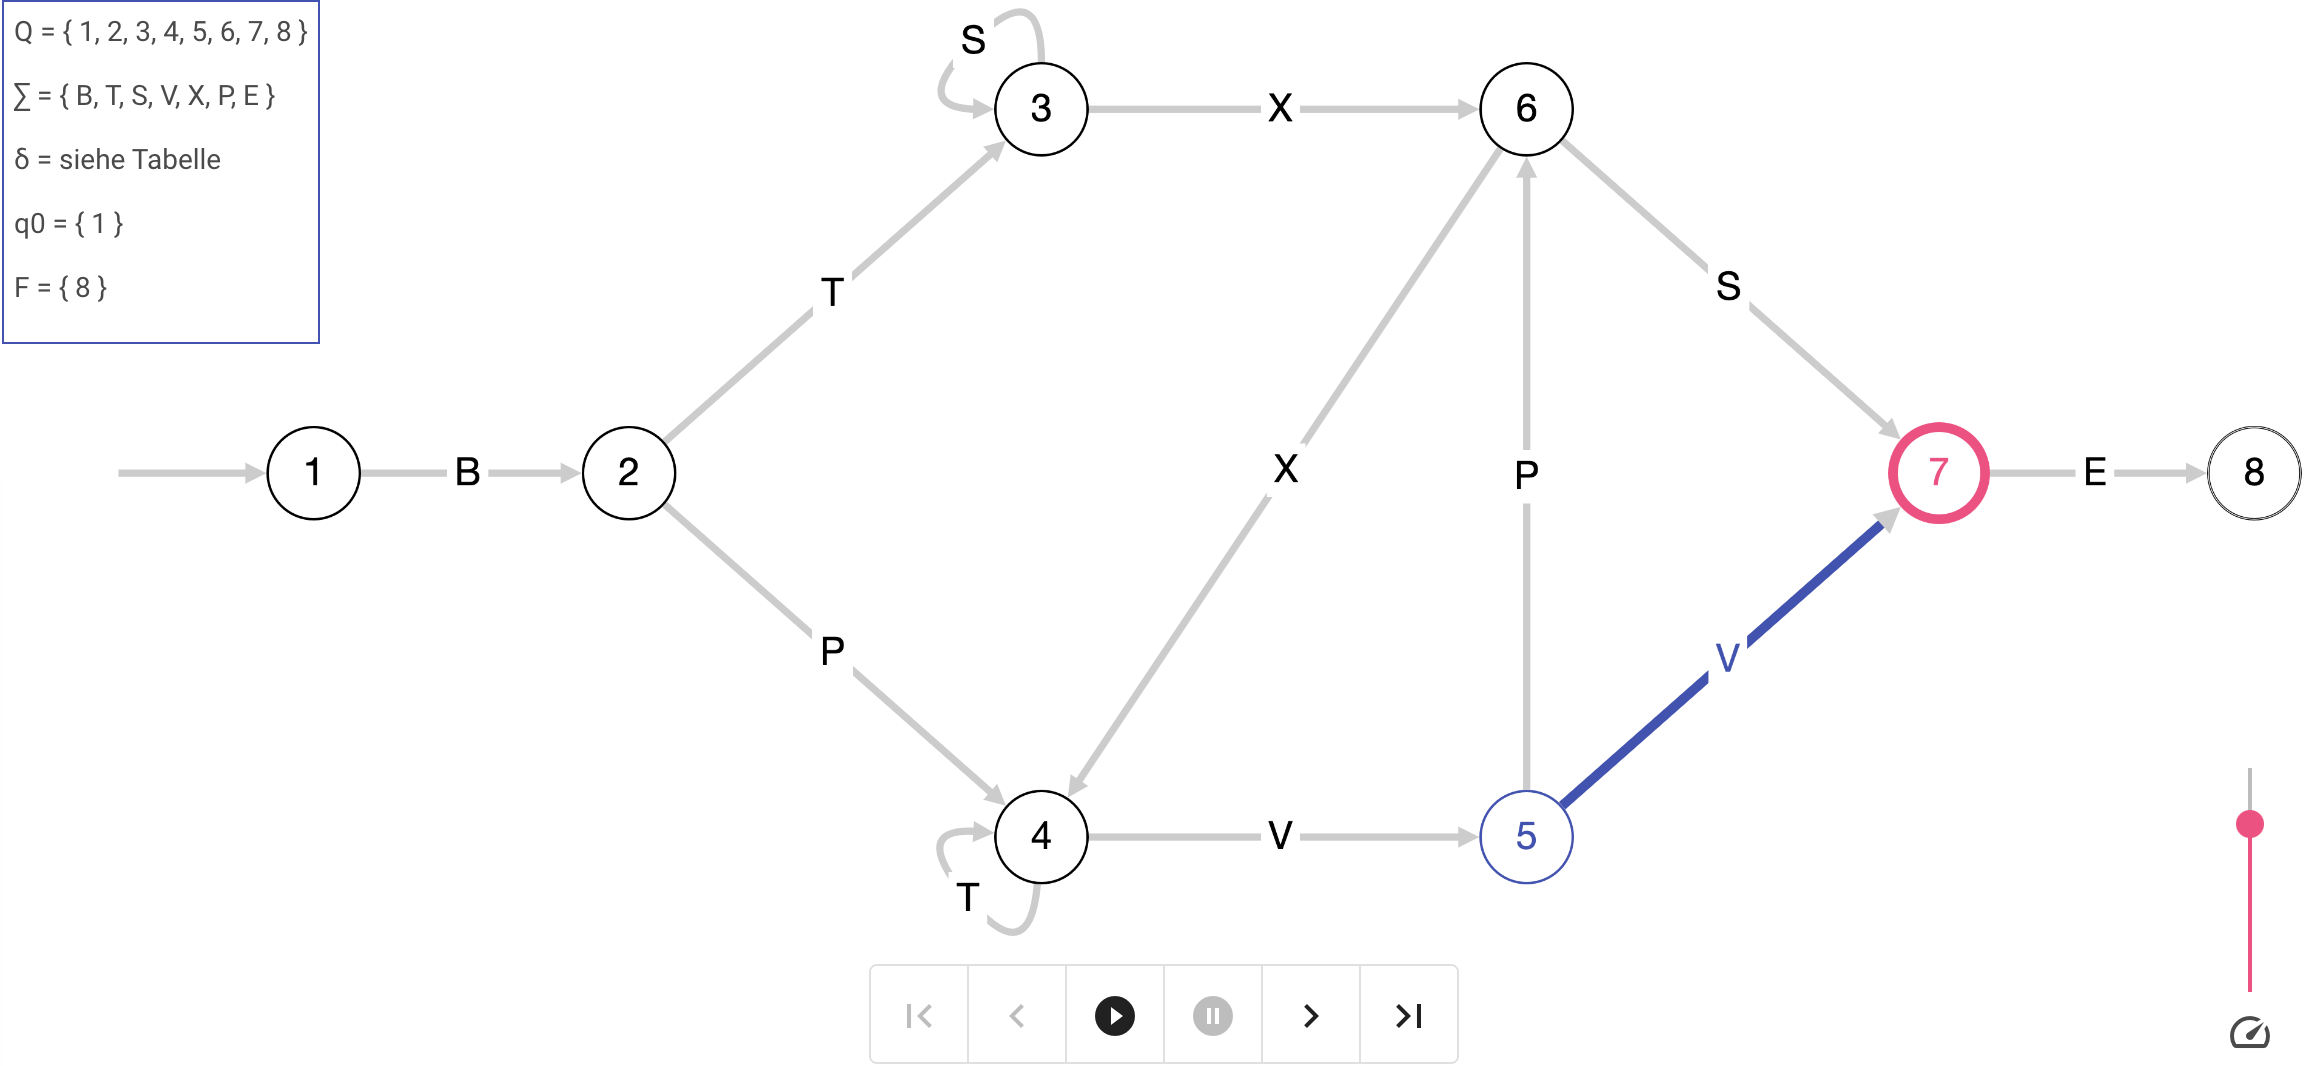 Q = { 1, 2, 3, 4, 5, 6, 7, 8 }
∑ = { B, T, S, V, X, P, E }
δ = siehe Tabelle
q0 = { 1 }
F = { 8 }
S
3
X
6
T
S
1
B
2
X
P
7
E
8
P
V
4
V
5
T